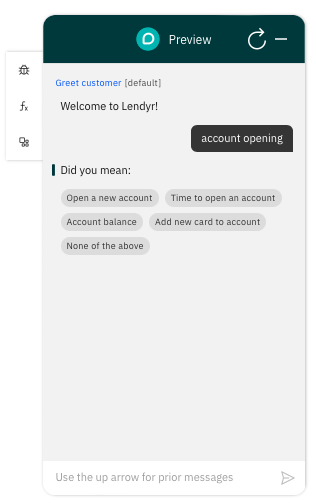 Preview
Greet customer [default]
Welcome to Lendyr!
account opening
Did you mean:
Open a new account Time to open an account
Account balance Add new card to account
None of the above
Use the up arrow for prior messages